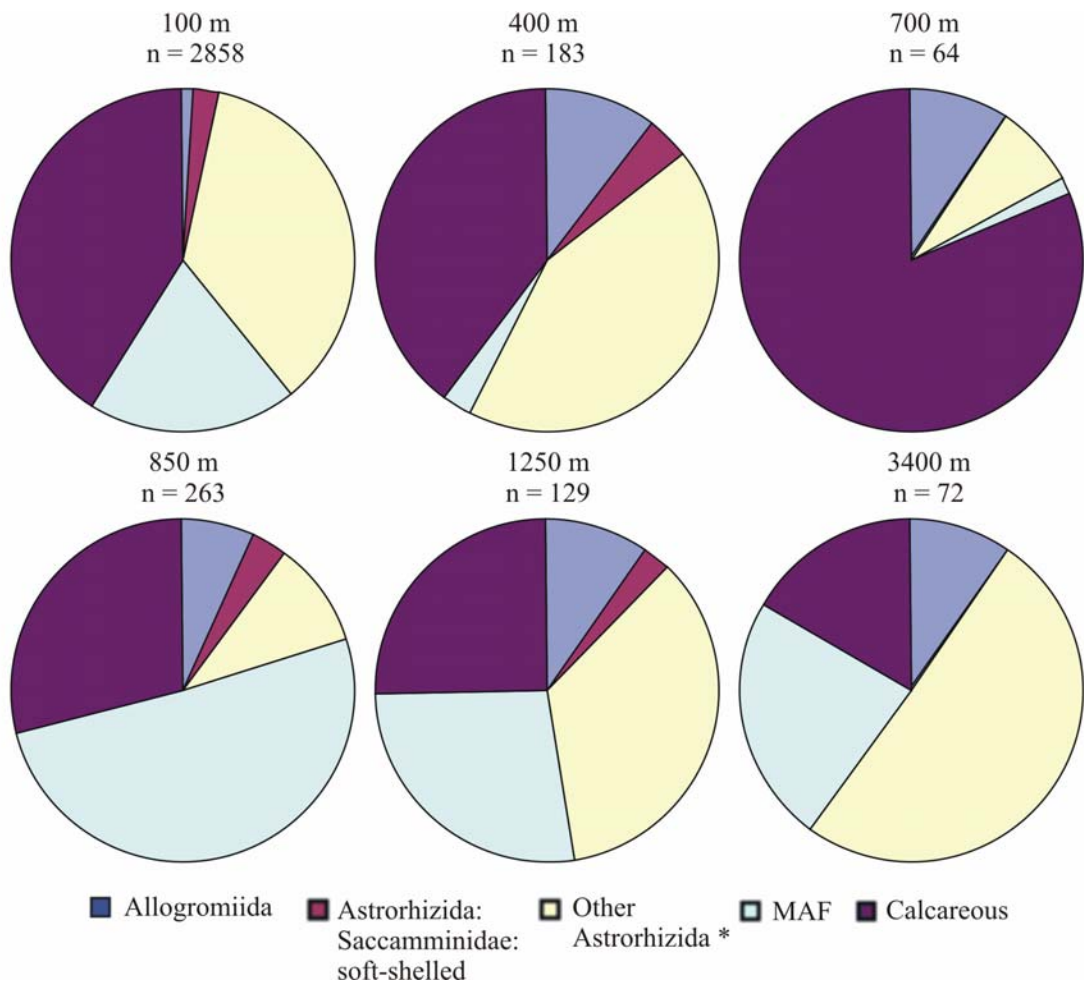 100 m
n = 2858
400 m
n = 183
700 m
n = 64
850 m
n = 263
1250 m
n = 129
3400 m
n = 72
Allogromiida
Astrorhizida:
Saccamminidae:
soft-shelled
Other
Astrorhizida *
MAF
Calcareous